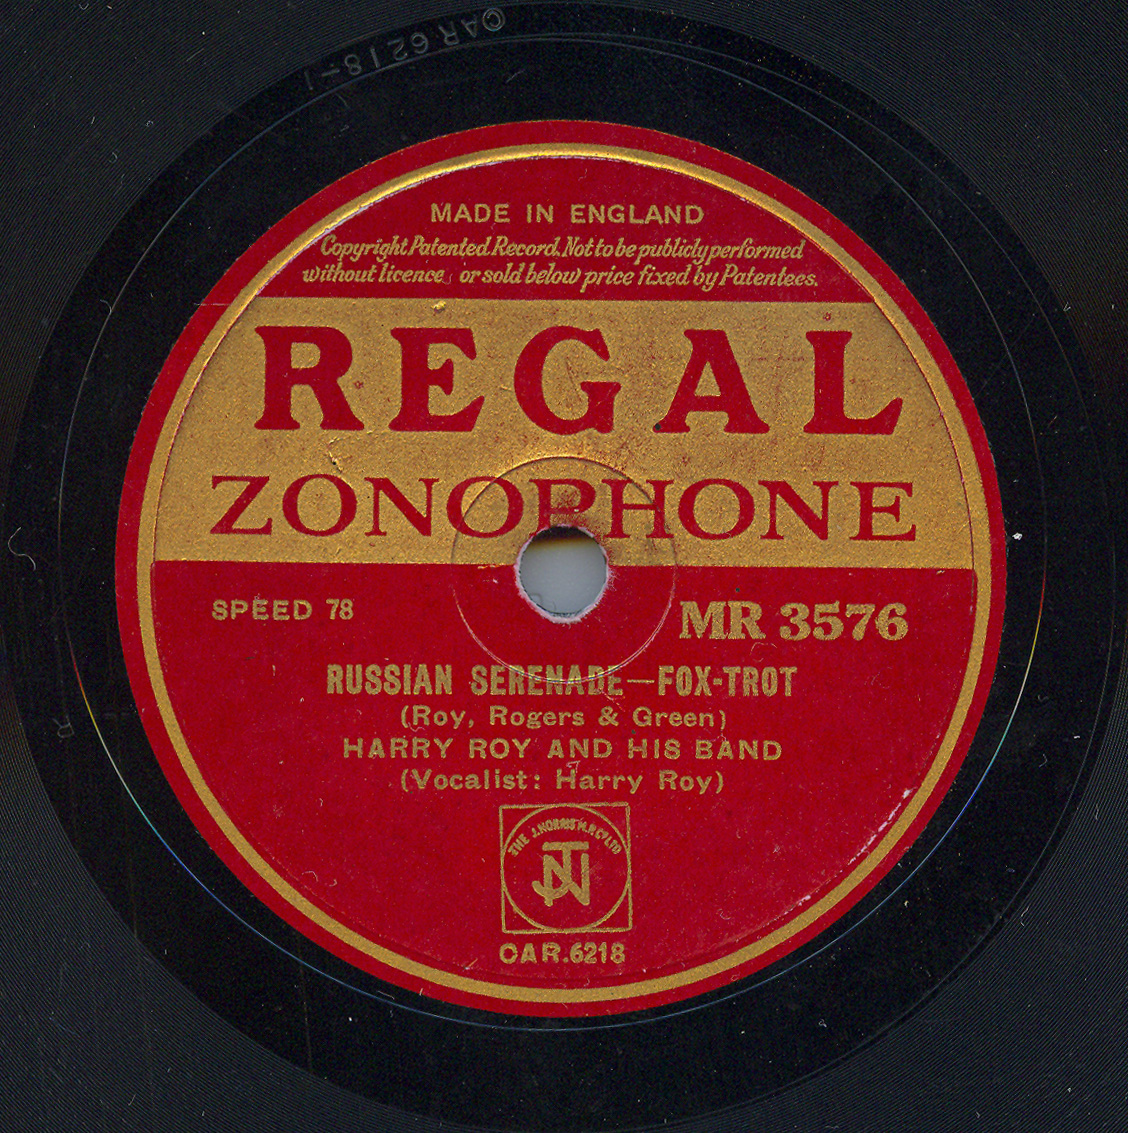 CAR 6218-1
MADE IN ENGLAND
Copyright Patented Record. Not to be publicly performed
without licence or sold below price fixed by Patentees.
REGAL
ZONOPHONE
SPEED 78
MR 3576
RUSSIAN SERENADE—FOX-TROT
(Roy, Rogers & Green)
HARRY ROY AND HIS BAND
(Vocalist: Harry Roy)
THE J. NORRIS M.P. Co LTD
JNT
CAR.6218